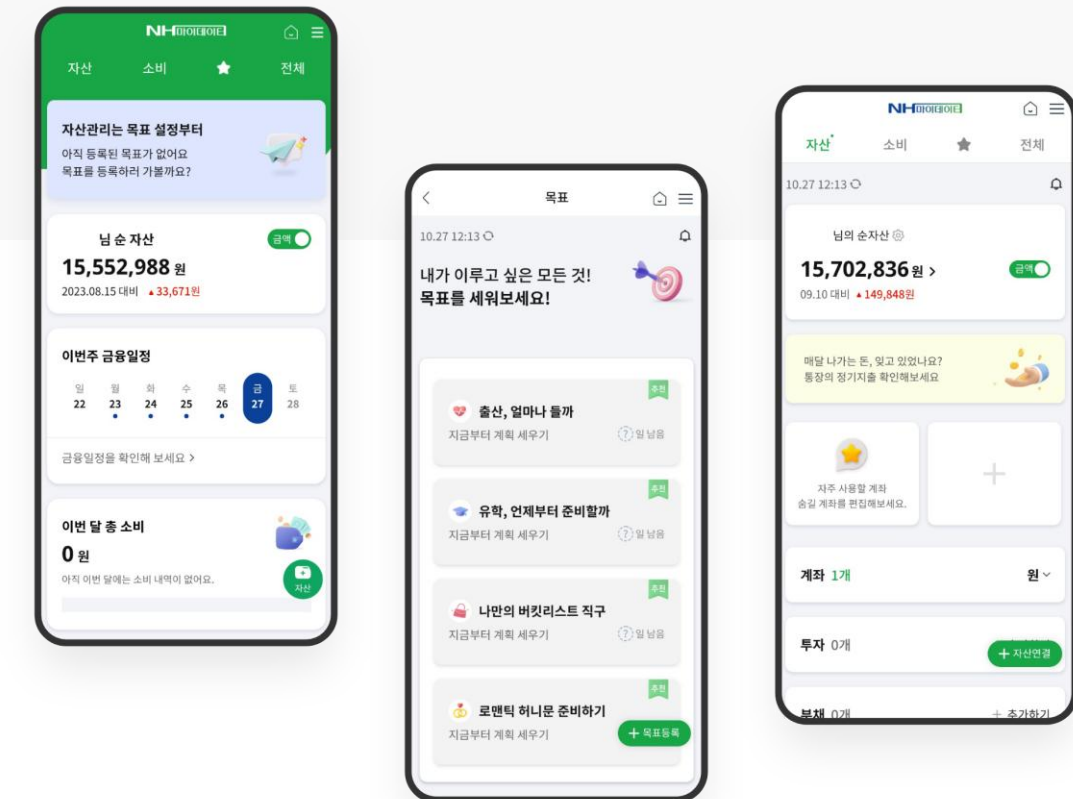 NH마이데이터
자산 소비 전체
자산관리는 목표 설정부터
아직 등록된 목표가 없어요
목표를 등록하러 가볼까요?
님 순 자산 금액
15,552,988 원
2023.08.15 대비 ▲33,671원
이번주 금융일정
일 월 화 수 목 금 토
22 23 24 25 26 27 28
금융일정을 확인해 보세요 >
이번 달 총 소비
0 원
아직 이번 달에는 소비 내역이 없어요.
자산
< 목표
10.27 12:13
내가 이루고 싶은 모든 것!
목표를 세워보세요!
추천
출산, 얼마나 들까
지금부터 계획 세우기 ? 일 남음
추천
유학, 언제부터 준비할까
지금부터 계획 세우기 ? 일 남음
추천
나만의 버킷리스트 직구
지금부터 계획 세우기 ? 일 남음
추천
로맨틱 허니문 준비하기
지금부터 계획 세우기
+ 목표등록
NH마이데이터
자산 소비 전체
10.27 12:13
님의 순자산
15,702,836 원 > 금액
09.10 대비 ▲149,848원
매달 나가는 돈, 잊고 있었나요?
통장의 정기지출 확인해보세요
자주 사용할 계좌
숨길 계좌를 편집해보세요.
+
계좌 1개 원
투자 0개
+ 자산연결
부채 0개 + 추가하기